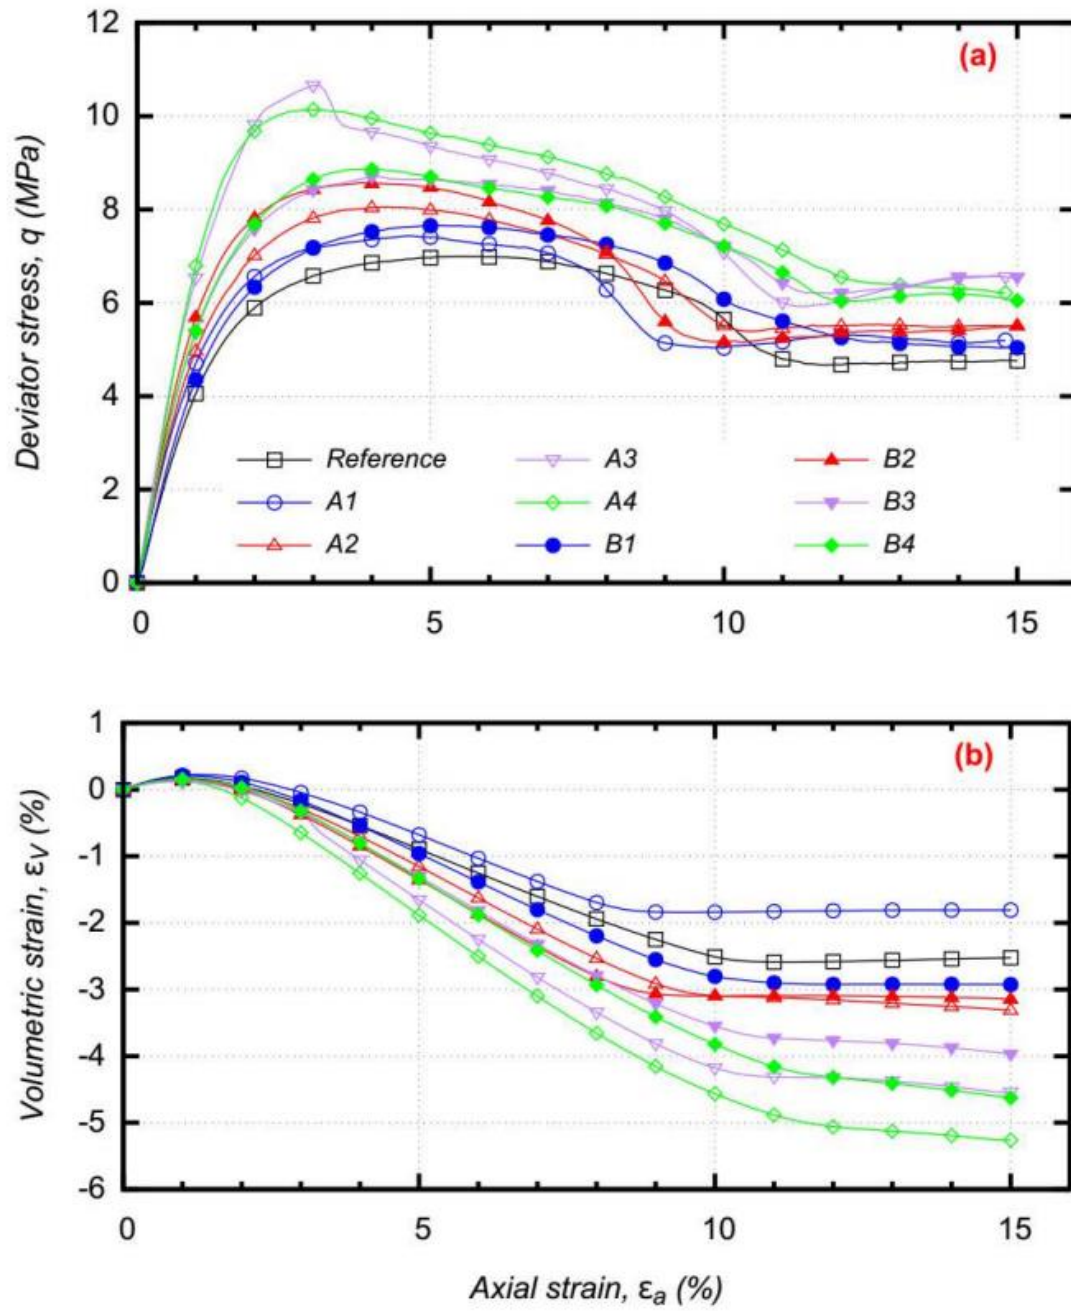 12
(a)
10
8
6
4
2
0
Deviator stress, q (MPa)
Reference
A1
A2
A3
A4
B1
B2
B3
B4
0 5 10 15
1
(b)
0
-1
-2
-3
-4
-5
-6
Volumetric strain, εV (%)
0 5 10 15
Axial strain, εa (%)